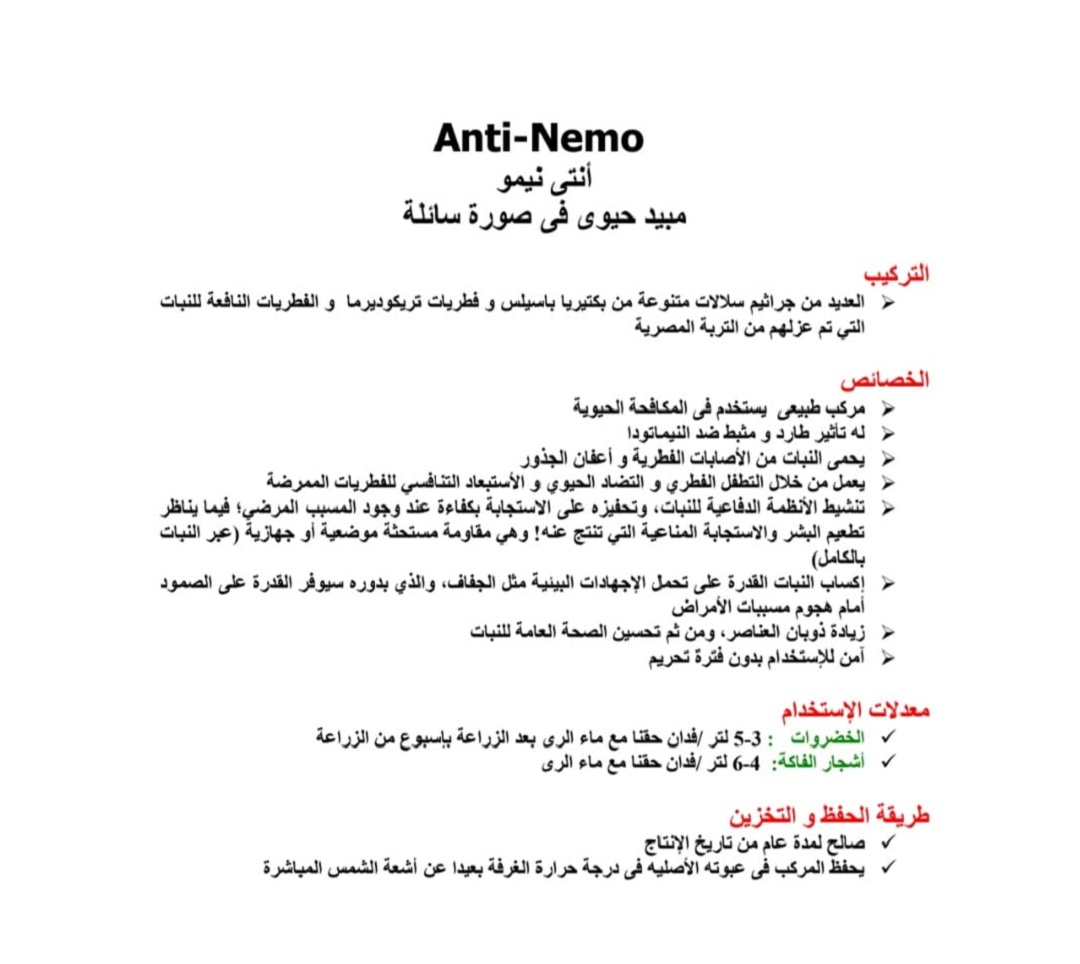 Anti-Nemo
أنتى نيمو
مبيد حيوى فى صورة سائلة
التركيب
العديد من جراثيم سلالات متنوعة من بكتيريا باسيلس و فطريات تريكوديرما و الفطريات النافعة للنبات
التي تم عزلهم من التربة المصرية
الخصائص
مركب طبيعى يستخدم فى المكافحة الحيوية
له تأثير طارد و مثبط ضد النيماتودا
يحمى النبات من الأصابات الفطرية و أعفان الجذور
يعمل من خلال التطفل الفطري و التضاد الحيوي و الأستبعاد التنافسي للفطريات الممرضة
تنشيط الأنظمة الدفاعية للنبات، وتحفيزه على الاستجابة بكفاءة عند وجود المسبب المرضي؛ فيما يناظر
تطعيم البشر والاستجابة المناعية التي تنتج عنه! وهي مقاومة مستحثة موضعية أو جهازية (عبر النبات
بالكامل)
إكساب النبات القدرة على تحمل الإجهادات البيئية مثل الجفاف، والذي بدوره سيوفر القدرة على الصمود
أمام هجوم مسببات الأمراض
زيادة ذوبان العناصر، ومن ثم تحسين الصحة العامة للنبات
آمن للإستخدام بدون فترة تحريم
معدلات الإستخدام
الخضروات : 3-5 لتر /فدان حقنا مع ماء الرى بعد الزراعة بإسبوع من الزراعة
أشجار الفاكة: 4-6 لتر /فدان حقنا مع ماء الرى
طريقة الحفظ و التخزين
صالح لمدة عام من تاريخ الإنتاج
يحفظ المركب فى عبوته الأصليه فى درجة حرارة الغرفة بعيدا عن أشعة الشمس المباشرة